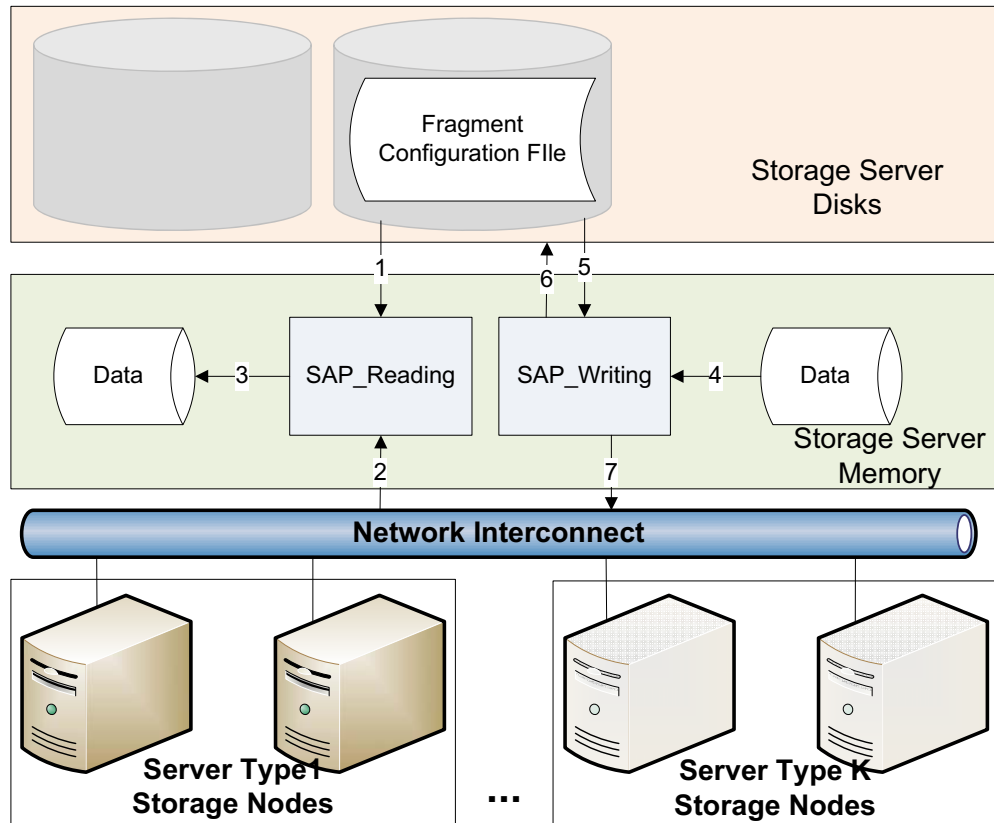 Fragment
Configuration FIle
Storage Server
Disks
1
6
5
Data
3
SAP_Reading
SAP_Writing
4
Data
Storage Server
Memory
2
7
Network Interconnect
Server Type1
Storage Nodes
...
Server Type K
Storage Nodes